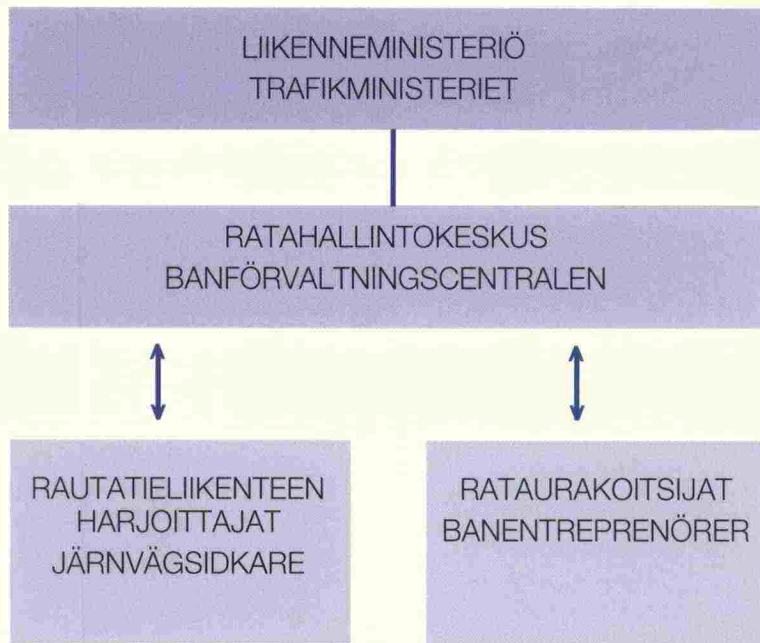 LIIKENNEMINISTERIÖ
TRAFIKMINISTERIET
RATAHALLINTOKESKUS
BANFÖRVALTNINGSCENTRALEN
RAUTATIELIIKENTEEN
HARJOITTAJAT
JÄRNVÄGSIDKARE
RATAURAKOITSIJAT
BANENTREPRENÖRER